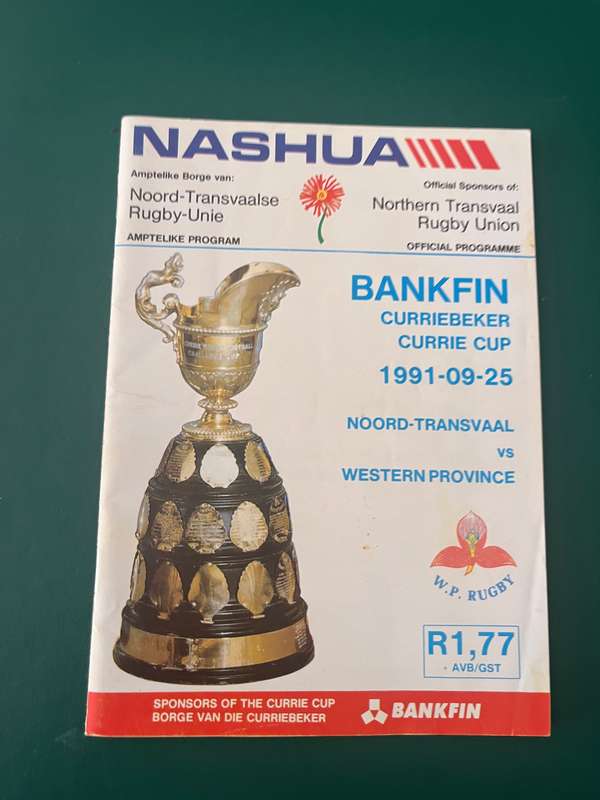 NASHUA
Amptelike Borge van:
Noord-Transvaalse
Rugby-Unie
AMPTELIKE PROGRAM
Official Sponsors of:
Northern Transvaal
Rugby Union
OFFICIAL PROGRAMME
BANKFIN
CURRIEBEKER
CURRIE CUP
1991-09-25
NOORD-TRANSVAAL
vs
WESTERN PROVINCE
W.P. RUGBY
R1,77
AVB/GST
SPONSORS OF THE CURRIE CUP
BORGE VAN DIE CURRIEBEKER
BANKFIN